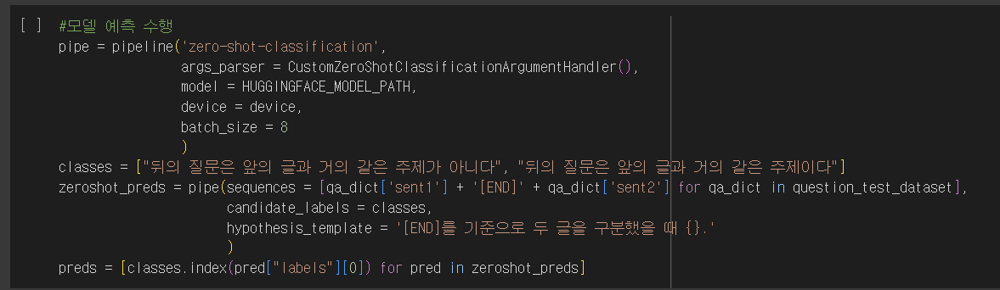 [ ] #모델 예측 수행
pipe = pipeline('zero-shot-classification',
args_parser = CustomZeroShotClassificationArgumentHandler(),
model = HUGGINGFACE_MODEL_PATH,
device = device,
batch_size = 8
)
classes = ["뒤의 질문은 앞의 글과 거의 같은 주제가 아니다", "뒤의 질문은 앞의 글과 거의 같은 주제이다"]
zeroshot_preds = pipe(sequences = [qa_dict['sent1'] + '[END]' + qa_dict['sent2'] for qa_dict in question_test_dataset],
candidate_labels = classes,
hypothesis_template = '[END]를 기준으로 두 글을 구분했을 때 {}.'
)
preds = [classes.index(pred["labels"][0]) for pred in zeroshot_preds]